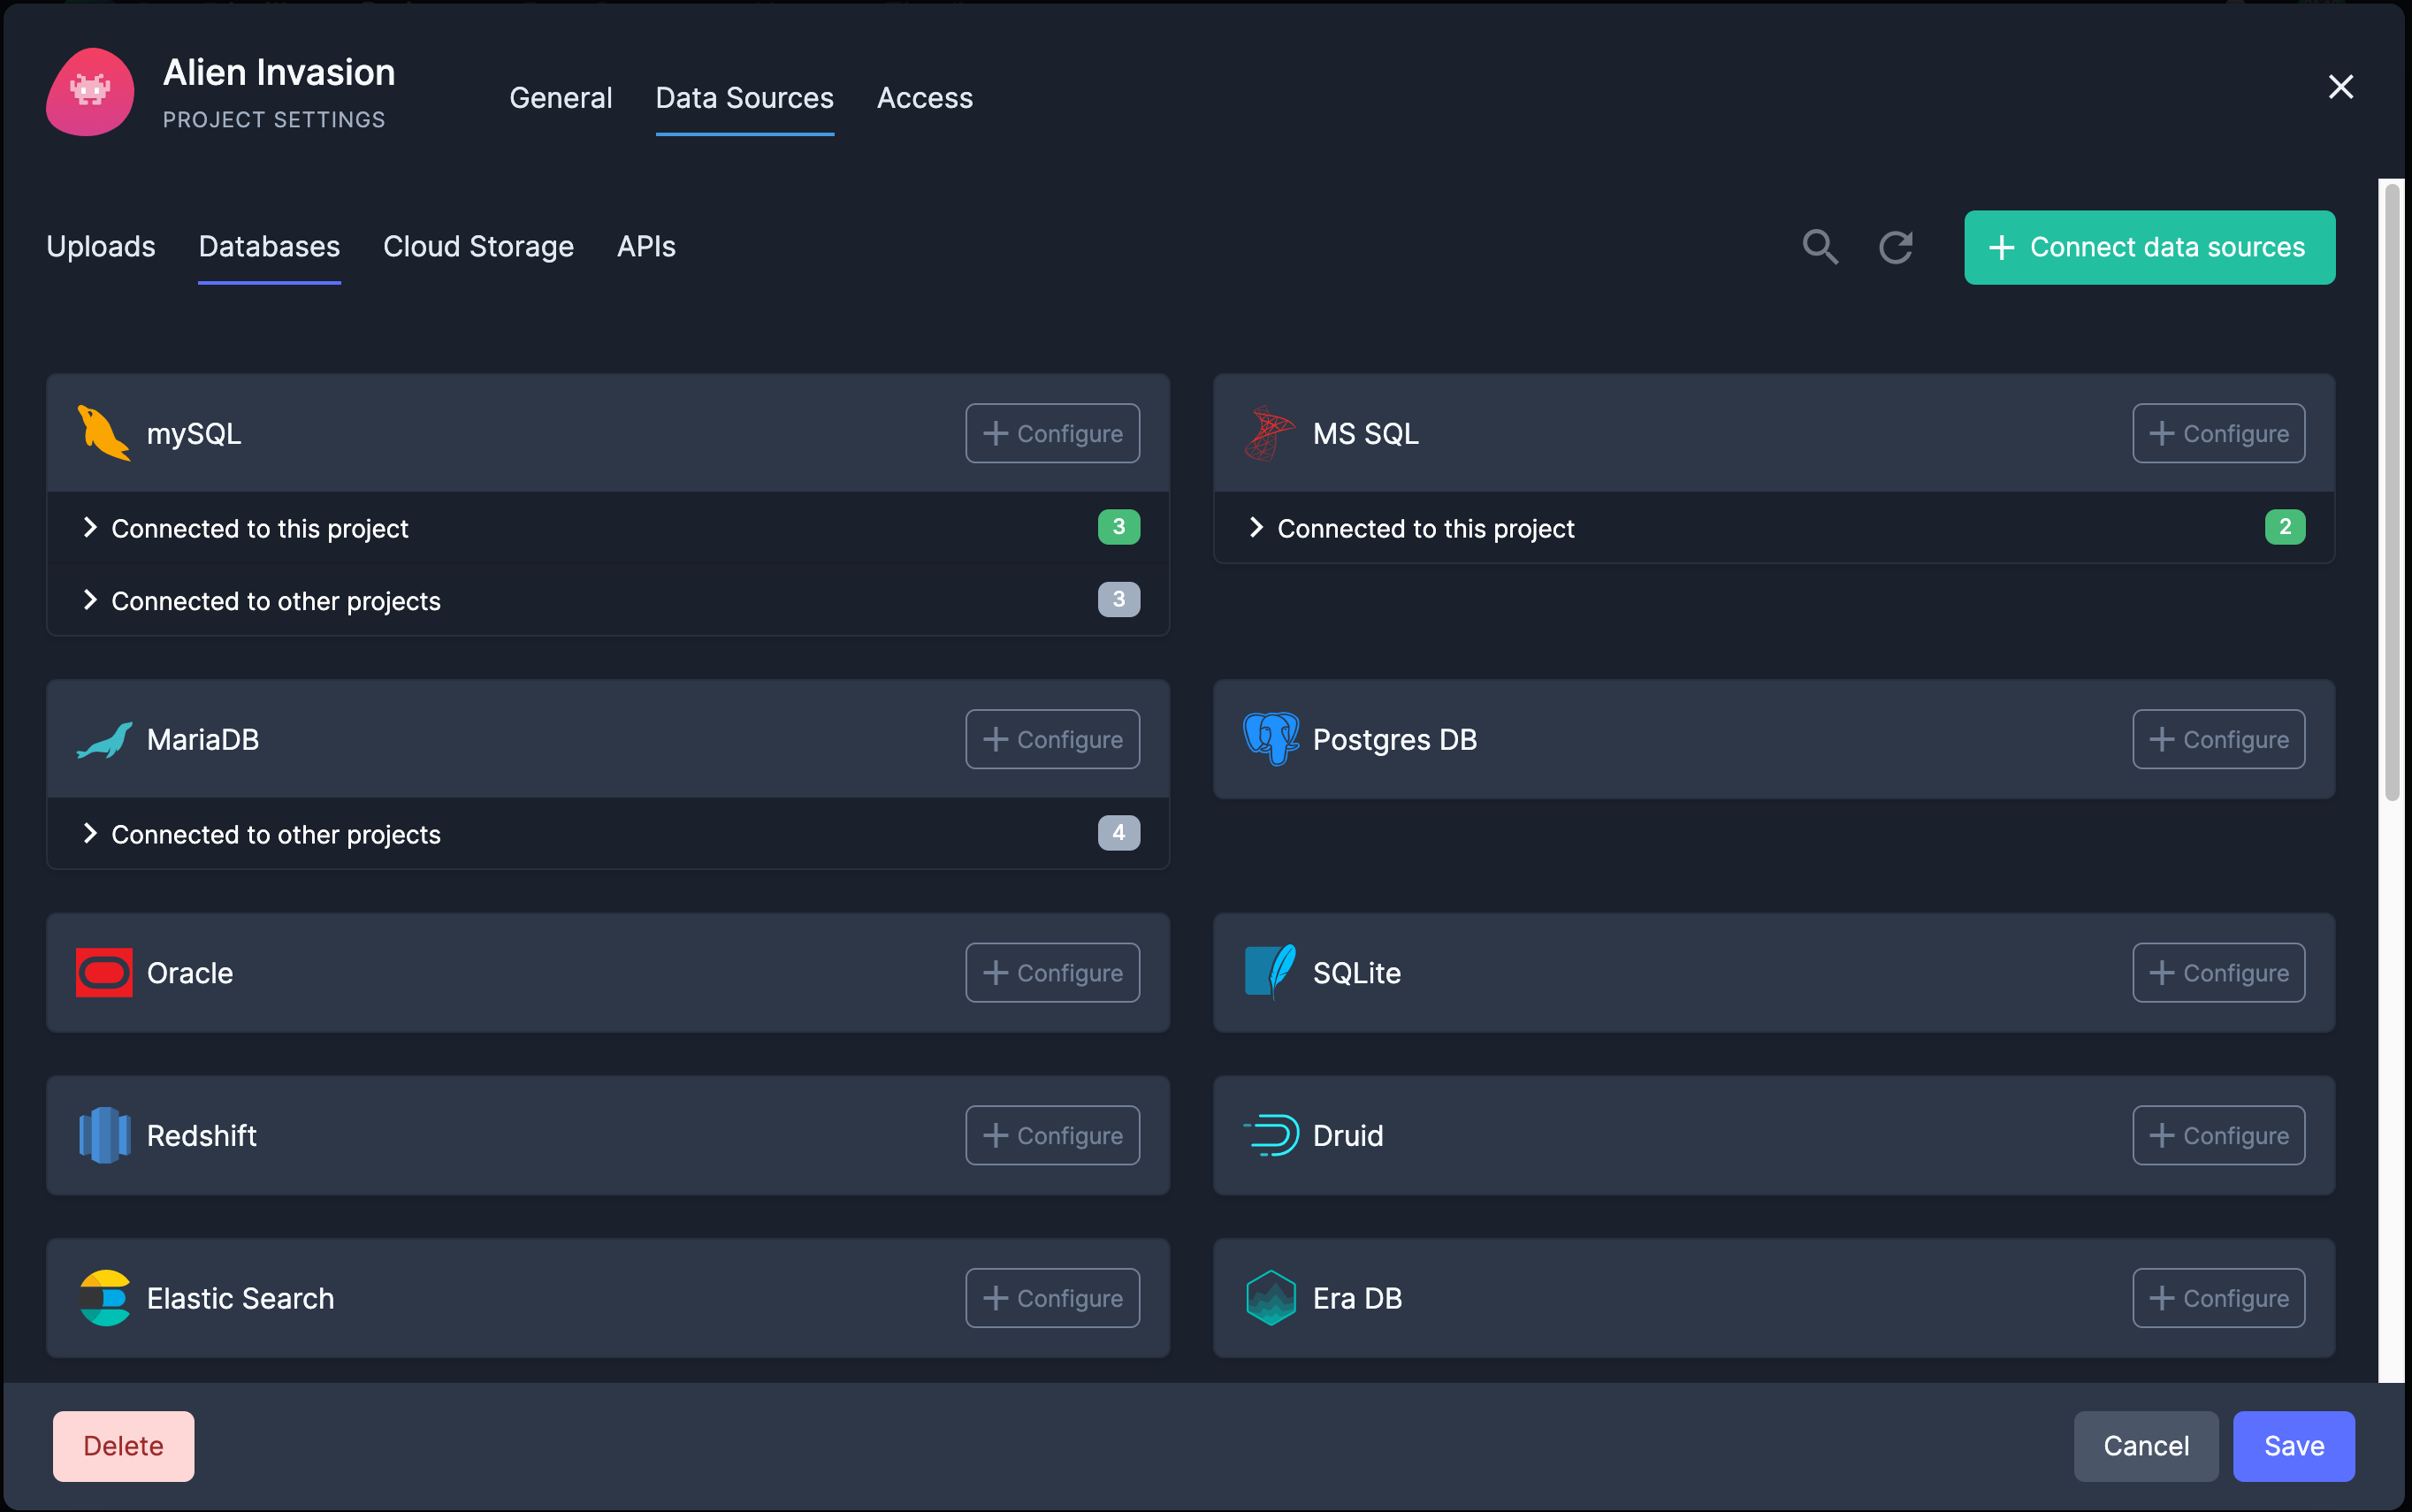 Alien Invasion
PROJECT SETTINGS
General Data Sources Access
Uploads Databases Cloud Storage APIs
Connect data sources
mySQL
Configure
Connected to this project 3
Connected to other projects 3
MS SQL
Configure
Connected to this project 2
MariaDB
Configure
Connected to other projects 4
Postgres DB
Configure
Oracle
Configure
SQLite
Configure
Redshift
Configure
Druid
Configure
Elastic Search
Configure
Era DB
Configure
Delete
Cancel
Save